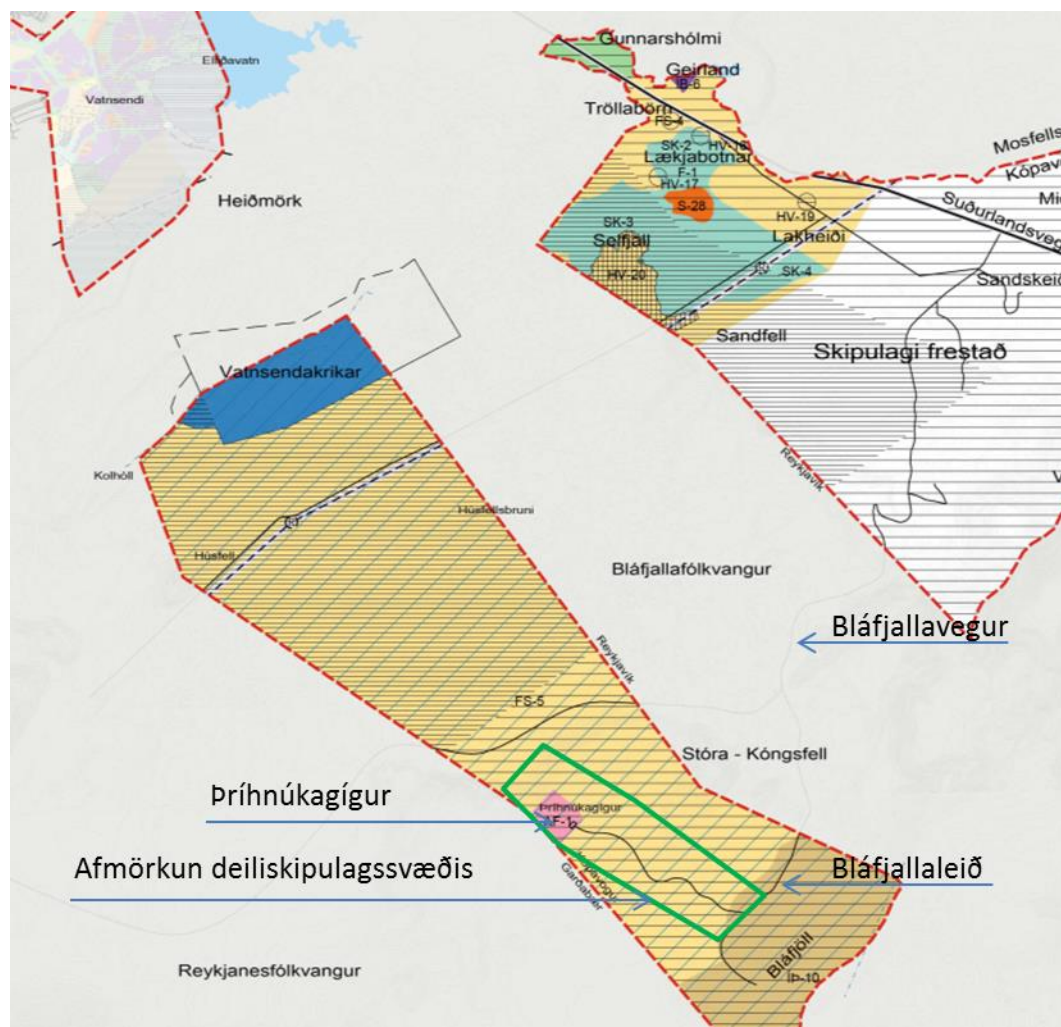 Gunnarshólmi
Elliðavatn
Geirland
B-6
Vatnsendi
Tröllabörn
FS-4
Mosfells
SK-2
HV-18
Lækjabotnar
Kópav
F-1
HV-17
Heiðmörk
S-28
HV-19
Suðurlandsveg
SK-3
Lakheiði
Selfjall
HV-20
SK-4
Sandskeið
Sandfell
Skipulagi frestað
Vatnsendakrikar
Reykjavík
Kolhóll
Húsfellsbruni
Húsfell
Bláfjallafólkvangur
Bláfjallavegur
Reykjavík
FS-5
Stóra - Kóngsfell
Þríhnúkagígur
Þríhnúkagígur
AF-1
Afmörkun deiliskipulagssvæðis
Bláfjallaleið
Kópavogur
Garðabær
Bláfjöll
Reykjanesfólkvangur
ÍÞ-10